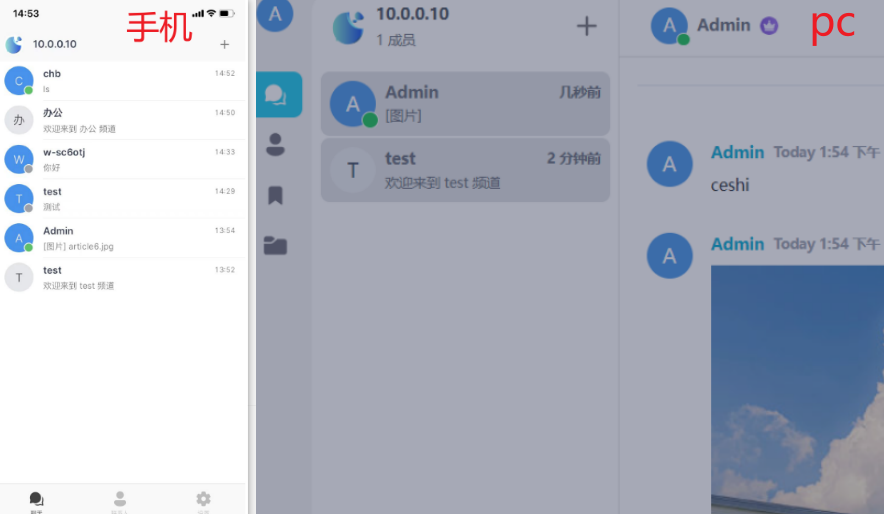 14:53
手机
10.0.0.10
+
C
chb
14:52
ls
办
办公
14:50
欢迎来到 办公 频道
W
w-sc6otj
14:33
你好
T
test
14:29
测试
A
Admin
13:54
[图片] article6.jpg
T
test
13:52
欢迎来到 test 频道
A
10.0.0.10
+
1 成员
A
Admin
几秒前
[图片]
T
test
2 分钟前
欢迎来到 test 频道
A
Admin
pc
A
Admin Today 1:54 下午
ceshi
A
Admin Today 1:54 下午